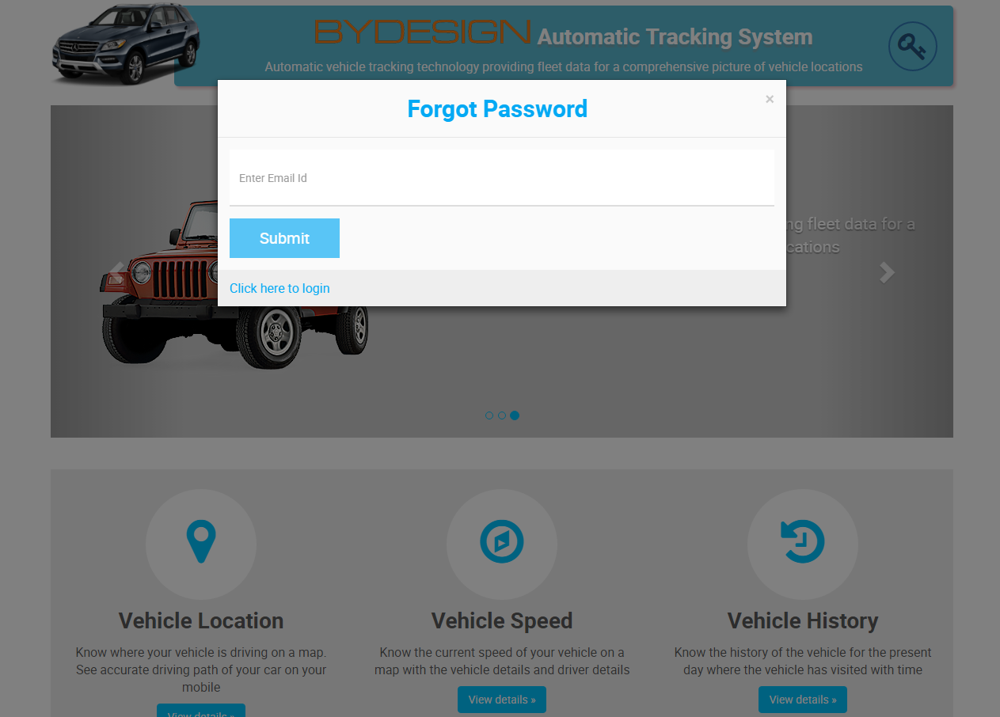 BYDESIGN Automatic Tracking System
Automatic vehicle tracking technology providing fleet data for a comprehensive picture of vehicle locations
Forgot Password
×
Enter Email Id
Submit
Click here to login
fleet data for a
Vehicle Location
Know where your vehicle is driving on a map.
See accurate driving path of your car on your
mobile
View details »
Vehicle Speed
Know the current speed of your vehicle on a
map with the vehicle details and driver details
View details »
Vehicle History
Know the history of the vehicle for the present
day where the vehicle has visited with time
View details »